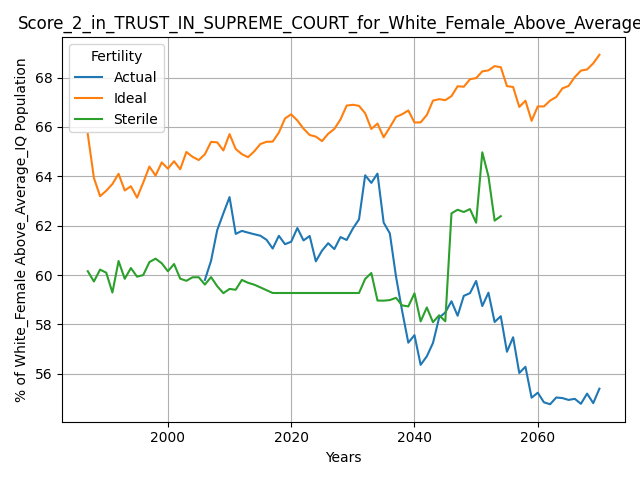 Score_2_in_TRUST_IN_SUPREME_COURT_for_White_Female_Above_Average
Fertility
Actual
Ideal
Sterile
% of White_Female Above_Average_IQ Population
68
66
64
62
60
58
56
2000
2020
2040
2060
Years